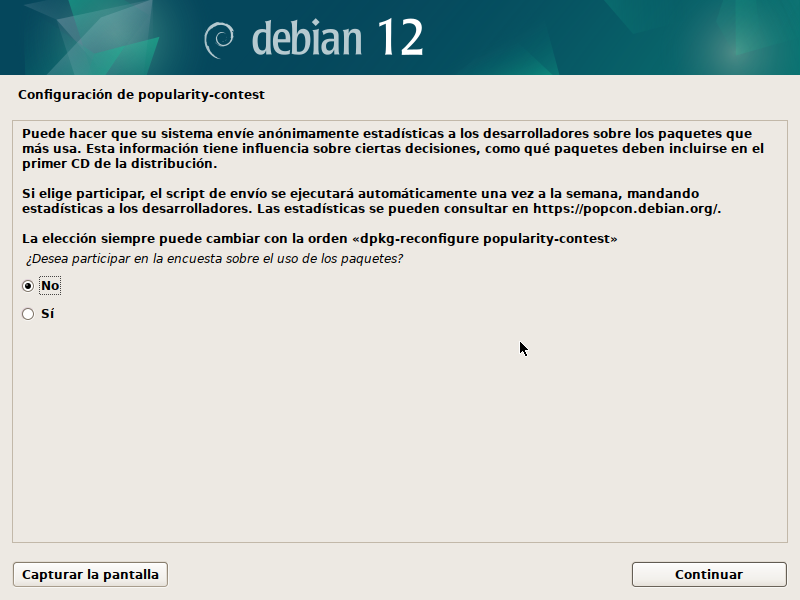 debian 12
Configuración de popularity-contest
Puede hacer que su sistema envíe anónimamente estadísticas a los desarrolladores sobre los paquetes que
más usa. Esta información tiene influencia sobre ciertas decisiones, como qué paquetes deben incluirse en el
primer CD de la distribución.
Si elige participar, el script de envío se ejecutará automáticamente una vez a la semana, mandando
estadísticas a los desarrolladores. Las estadísticas se pueden consultar en https://popcon.debian.org/.
La elección siempre puede cambiar con la orden «dpkg-reconfigure popularity-contest»
¿Desea participar en la encuesta sobre el uso de los paquetes?
No
Sí
Capturar la pantalla
Continuar